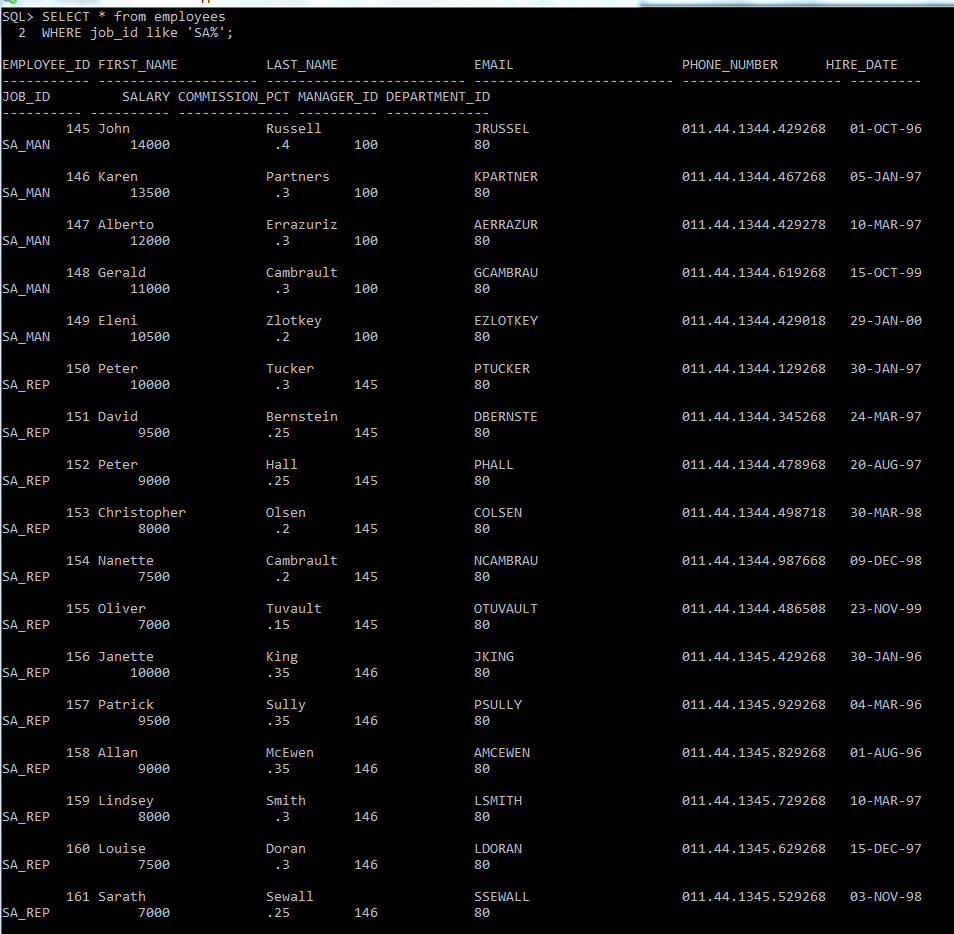 SQL> SELECT * from employees
2 WHERE job_id like 'SA%';
EMPLOYEE_ID FIRST_NAME LAST_NAME EMAIL PHONE_NUMBER HIRE_DATE
----------- -------------------- ------------------------- ------------------------- -------------------- ---------
JOB_ID SALARY COMMISSION_PCT MANAGER_ID DEPARTMENT_ID
---------- ---------- -------------- ---------- -------------
145 John Russell JRUSSEL 011.44.1344.429268 01-OCT-96
SA_MAN 14000 .4 100 80
146 Karen Partners KPARTNER 011.44.1344.467268 05-JAN-97
SA_MAN 13500 .3 100 80
147 Alberto Errazuriz AERRAZUR 011.44.1344.429278 10-MAR-97
SA_MAN 12000 .3 100 80
148 Gerald Cambrault GCAMBRAU 011.44.1344.619268 15-OCT-99
SA_MAN 11000 .3 100 80
149 Eleni Zlotkey EZLOTKEY 011.44.1344.429018 29-JAN-00
SA_MAN 10500 .2 100 80
150 Peter Tucker PTUCKER 011.44.1344.129268 30-JAN-97
SA_REP 10000 .3 145 80
151 David Bernstein DBERNSTE 011.44.1344.345268 24-MAR-97
SA_REP 9500 .25 145 80
152 Peter Hall PHALL 011.44.1344.478968 20-AUG-97
SA_REP 9000 .25 145 80
153 Christopher Olsen COLSEN 011.44.1344.498718 30-MAR-98
SA_REP 8000 .2 145 80
154 Nanette Cambrault NCAMBRAU 011.44.1344.987668 09-DEC-98
SA_REP 7500 .2 145 80
155 Oliver Tuvault OTUVAULT 011.44.1344.486508 23-NOV-99
SA_REP 7000 .15 145 80
156 Janette King JKING 011.44.1345.429268 30-JAN-96
SA_REP 10000 .35 146 80
157 Patrick Sully PSULLY 011.44.1345.929268 04-MAR-96
SA_REP 9500 .35 146 80
158 Allan McEwen AMCEWEN 011.44.1345.829268 01-AUG-96
SA_REP 9000 .35 146 80
159 Lindsey Smith LSMITH 011.44.1345.729268 10-MAR-97
SA_REP 8000 .3 146 80
160 Louise Doran LDORAN 011.44.1345.629268 15-DEC-97
SA_REP 7500 .3 146 80
161 Sarath Sewall SSEWALL 011.44.1345.529268 03-NOV-98
SA_REP 7000 .25 146 80